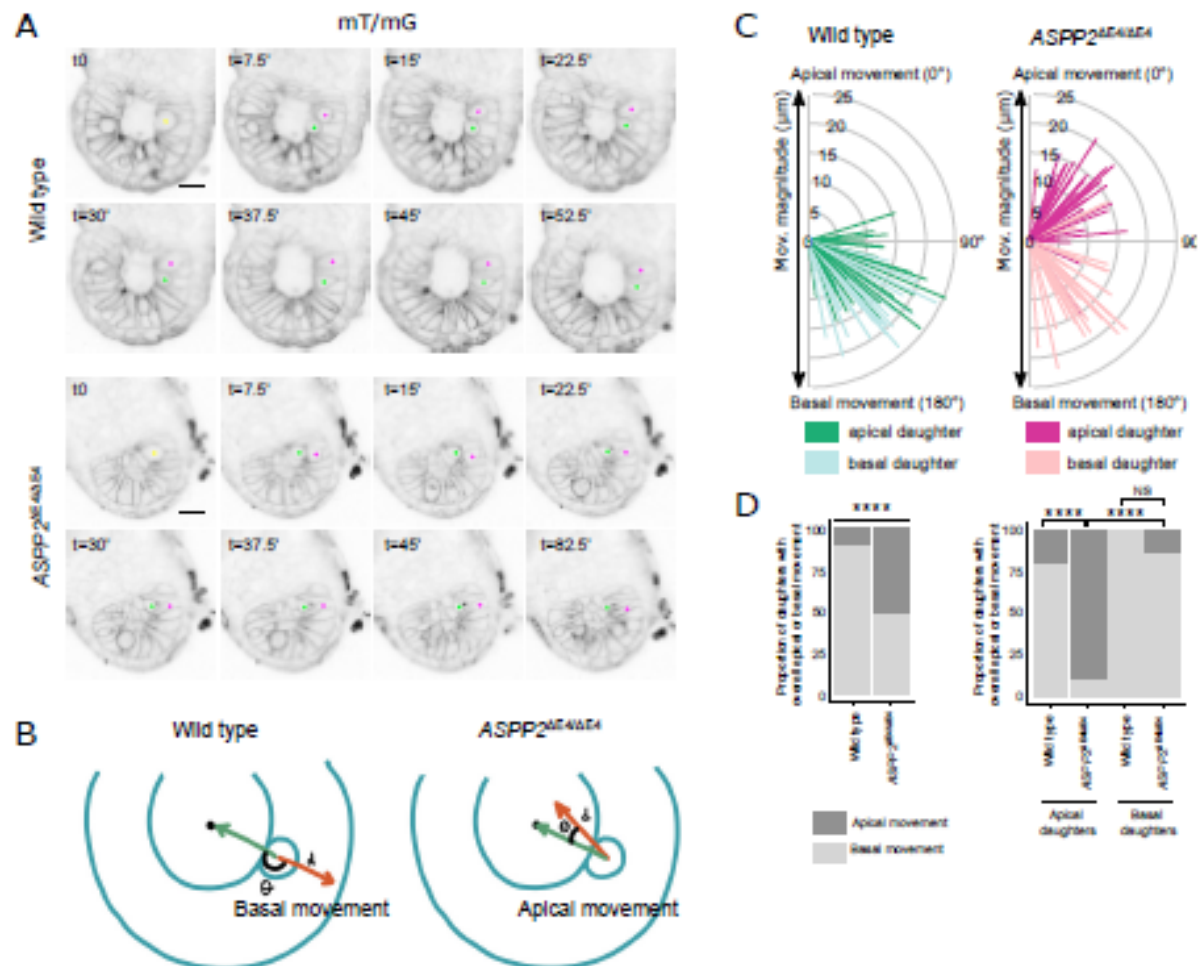 A
mT/mG
Wild type
t0
t=7.5'
t=15'
t=22.5'
t=30'
t=37.5'
t=45'
t=52.5'
ASPP2ΔE4/ΔE4
t0
t=7.5'
t=15'
t=22.5'
t=30'
t=37.5'
t=45'
t=82.5'
B
Wild type
θ
Basal movement
ASPP2ΔE4/ΔE4
Apical movement
C
Wild type
Apical movement (0°)
Mov. magnitude (μm)
25
20
15
10
5
0
90°
Basal movement (180°)
apical daughter
basal daughter
ASPP2ΔE4/ΔE4
Apical movement (0°)
Mov. magnitude (μm)
25
20
15
10
5
0
Basal movement (180°)
apical daughter
basal daughter
D
Proportion of daughters with
overall apical or basal movement
100
75
50
25
0
****
Wild type
ASPP2
Apical movement
Basal movement
Proportion of daughters with
overall apical or basal movement
100
75
50
25
0
****
****
NS
Wild type
ASPP2
Wild type
ASPP2
Apical
daughters
Basal
daughters